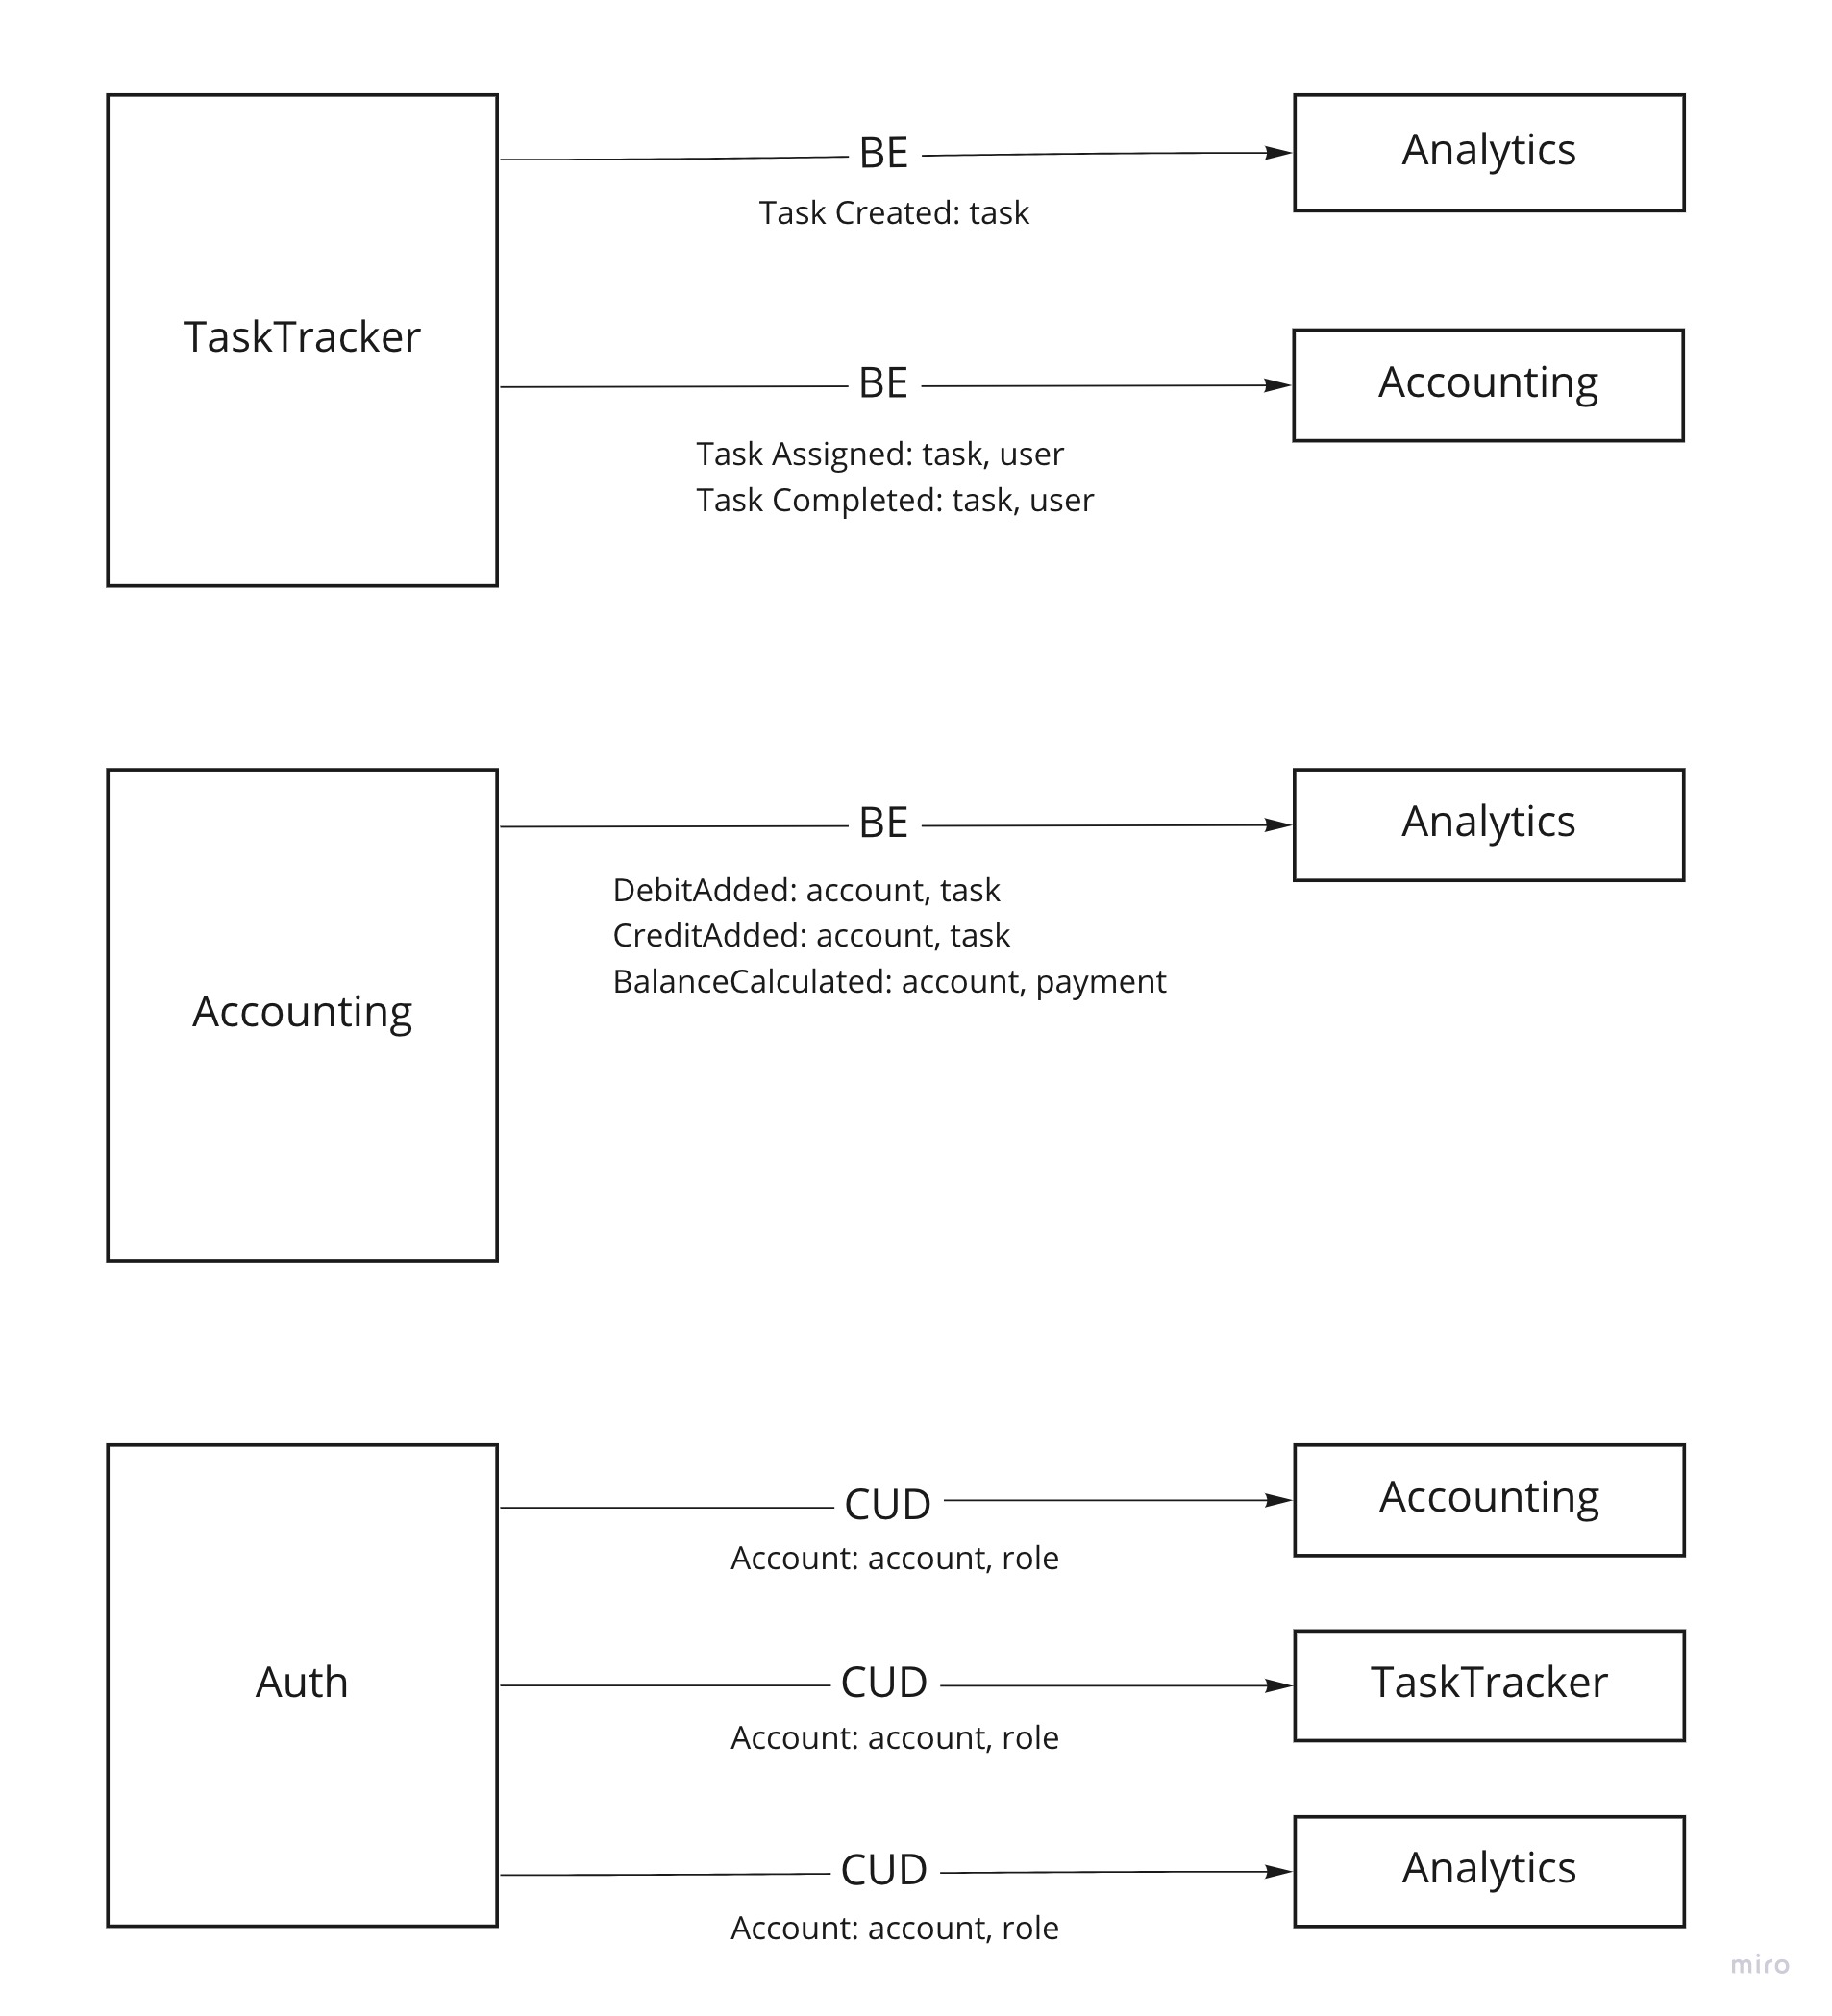 BE
Analytics
Task Created: task
TaskTracker
BE
Accounting
Task Assigned: task, user
Task Completed: task, user
BE
Analytics
DebitAdded: account, task
CreditAdded: account, task
BalanceCalculated: account, payment
Accounting
CUD
Accounting
Account: account, role
Auth
CUD
TaskTracker
Account: account, role
CUD
Analytics
Account: account, role
miro